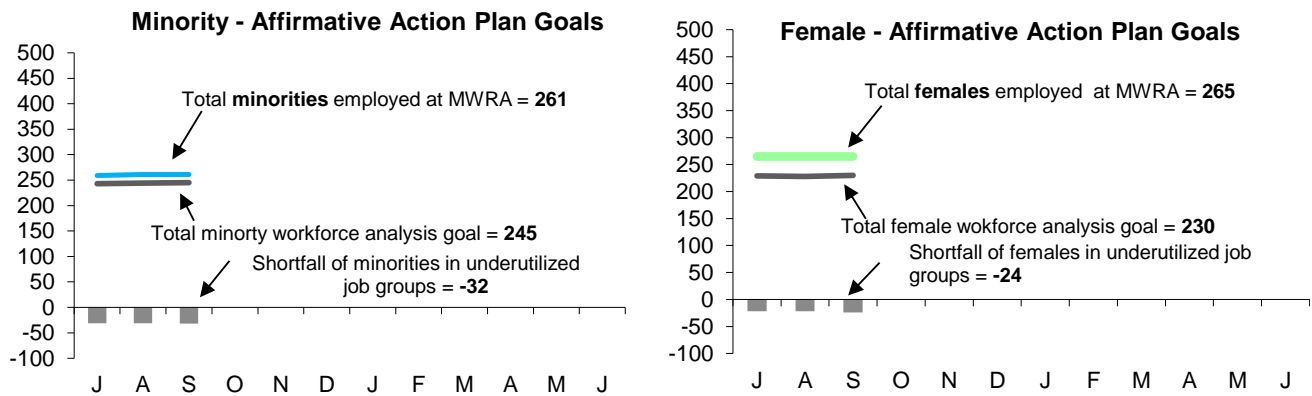 Minority - Affirmative Action Plan Goals
500
450
400
350
300
250
200
150
100
50
0
-50
-100
Total minorities employed at MWRA = 261
Total minorty workforce analysis goal = 245
Shortfall of minorities in underutilized
job groups = -32
J A S O N D J F M A M J
Female - Affirmative Action Plan Goals
500
450
400
350
300
250
200
150
100
50
0
-50
-100
Total females employed at MWRA = 265
Total female wokforce analysis goal = 230
Shortfall of females in underutilized job
groups = -24
J A S O N D J F M A M J